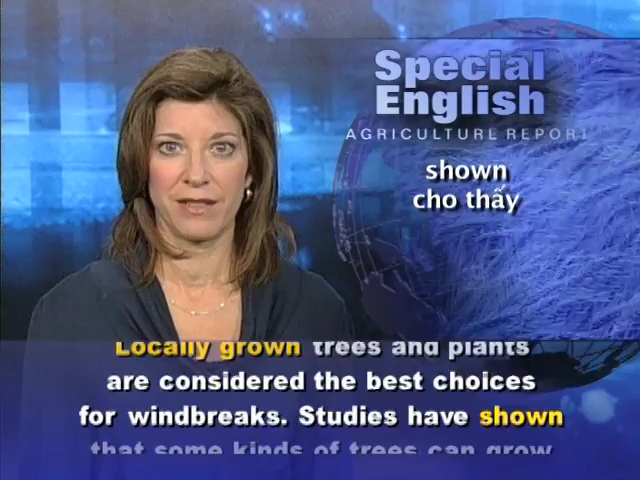 Special
English
AGRICULTURE REPORT
shown
cho thấy
Locally grown trees and plants
are considered the best choices
for windbreaks. Studies have shown
that some kinds of trees can grow